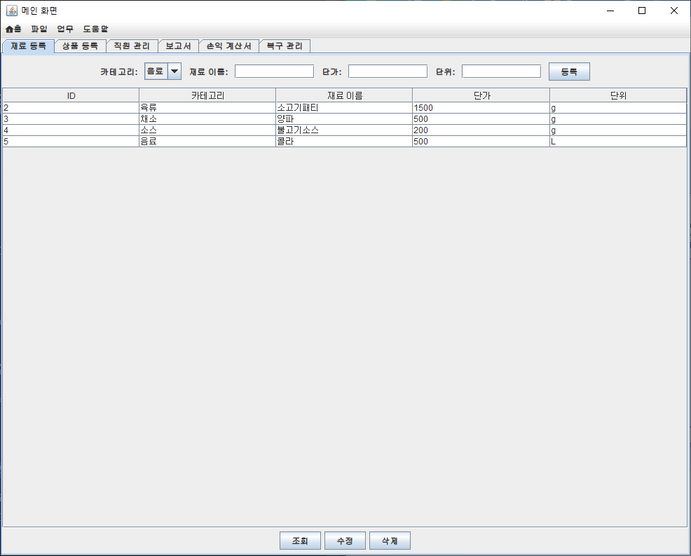 메인 화면
홈 파일 업무 도움말
재료 등록 상품 등록 직원 관리 보고서 손익 계산서 복구 관리
카테고리: 음료 재료 이름: 단가: 단위: 등록
ID 카테고리 재료 이름 단가 단위
2 육류 소고기패티 1500 g
3 채소 양파 500 g
4 소스 불고기소스 200 g
5 음료 콜라 500 L
조회 수정 삭제